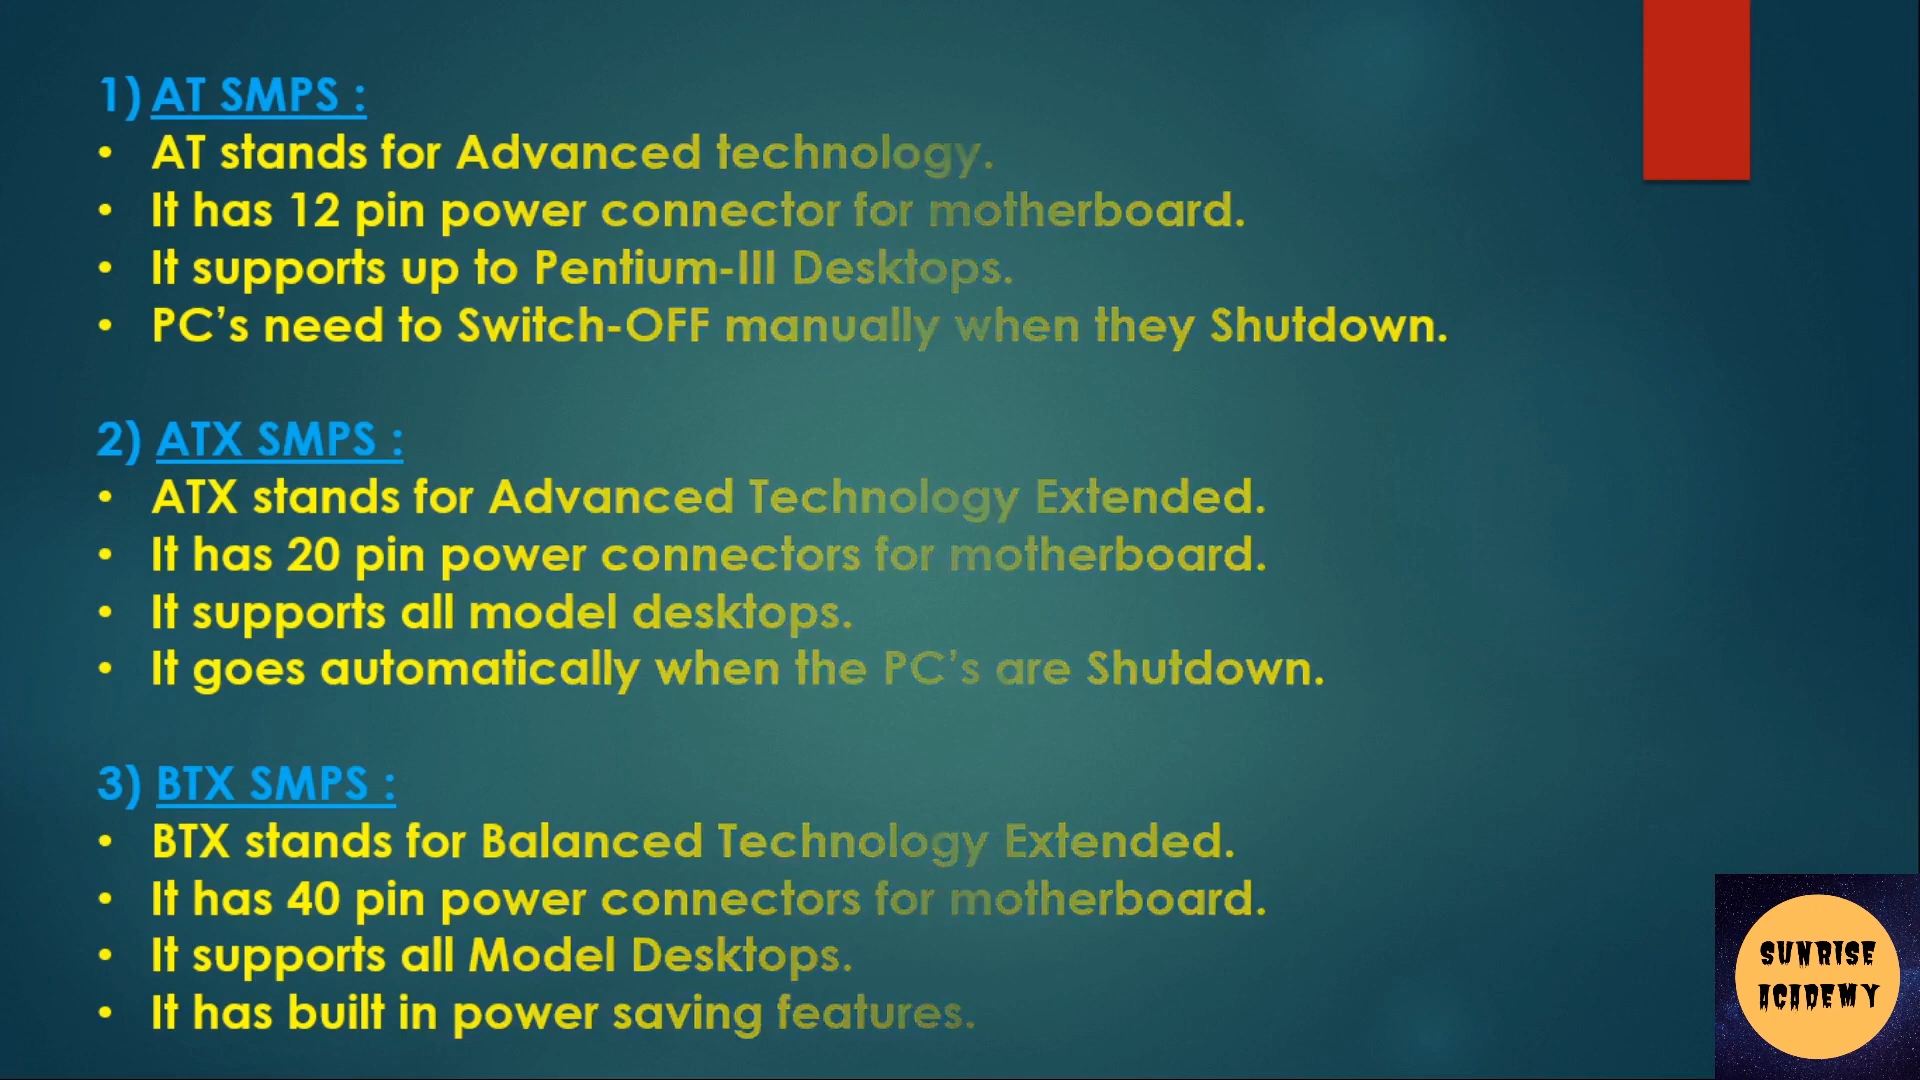 1) AT SMPS :
• AT stands for Advanced technology.
• It has 12 pin power connector for motherboard.
• It supports up to Pentium-III Desktops.
• PC’s need to Switch-OFF manually when they Shutdown.
2) ATX SMPS :
• ATX stands for Advanced Technology Extended.
• It has 20 pin power connectors for motherboard.
• It supports all model desktops.
• It goes automatically when the PC’s are Shutdown.
3) BTX SMPS :
• BTX stands for Balanced Technology Extended.
• It has 40 pin power connectors for motherboard.
• It supports all Model Desktops.
• It has built in power saving features.
SUNRISE
ACADEMY